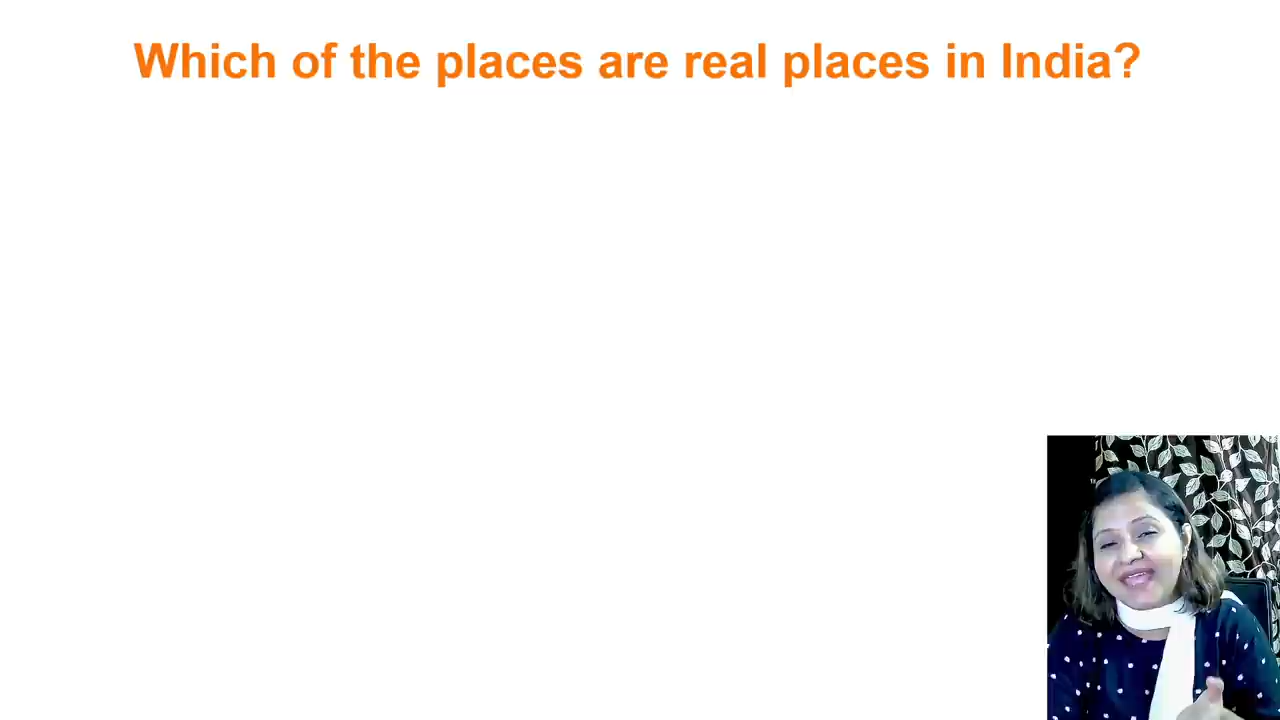 Which of the places are real places in India?